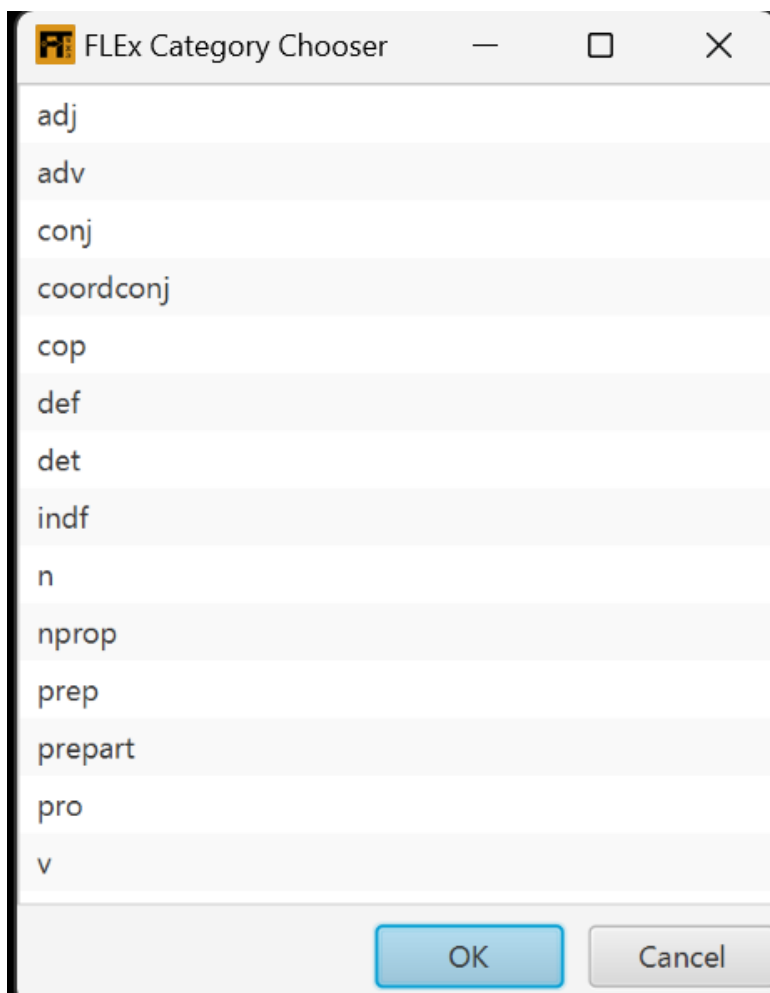 FLEx Category Chooser
adj
adv
conj
coordconj
cop
def
det
indf
n
nprop
prep
prepart
pro
v
OK
Cancel